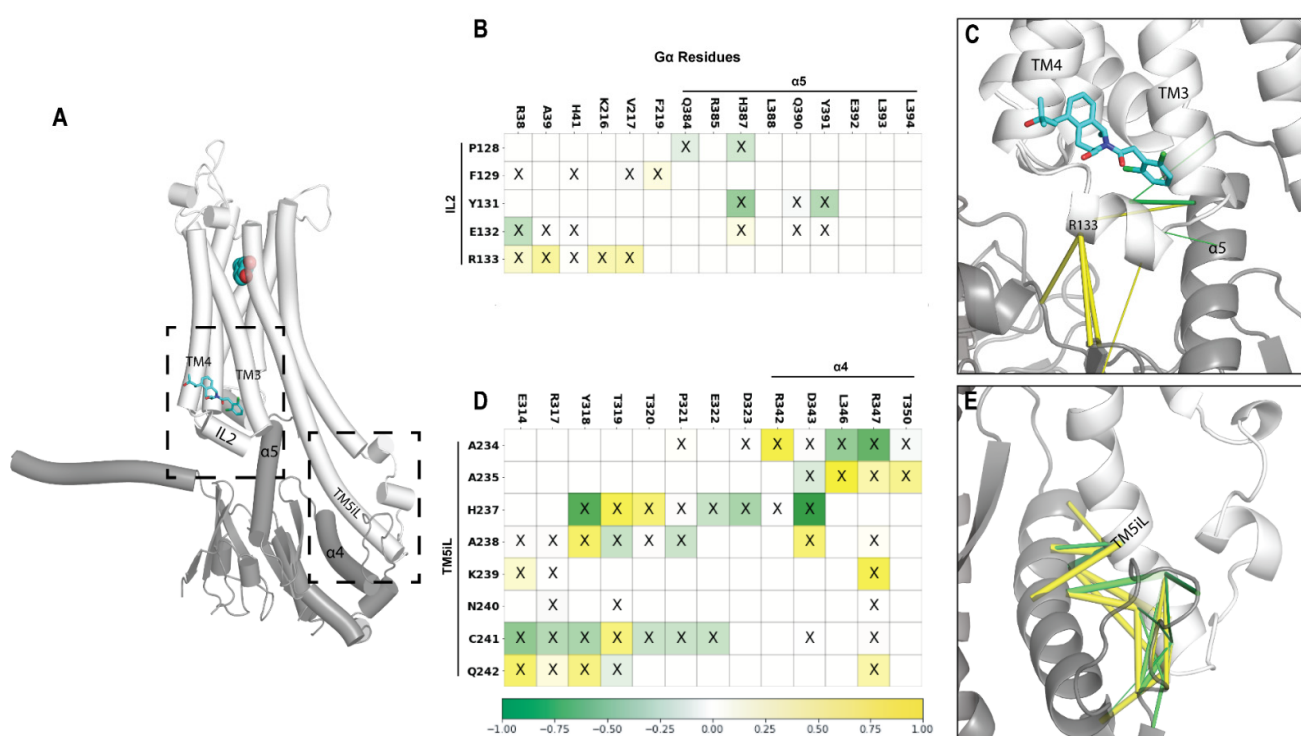 A
TM4
TM3
IL2
α5
TM5iL
α4
B
Gα Residues
α5
R38 A39 H41 K216 V217 F219 Q384 R385 H387 L388 Q390 Y391 E392 L393 L394
IL2
P128 X X
F129 X X X X
Y131 X X X
E132 X X X X X X
R133 X X X X X
C
TM4
TM3
R133
α5
D
α4
E314 R317 Y318 T319 T320 P321 E322 D323 R342 D343 L346 R347 T350
TM5iL
A234 X X X X X X X
A235 X X X X
H237 X X X X X X X X
A238 X X X X X X X X
K239 X X X
N240 X X X
C241 X X X X X X X X X
Q242 X X X X X
−1.00 −0.75 −0.50 −0.25 0.00 0.25 0.50 0.75 1.00
E
TM5iL